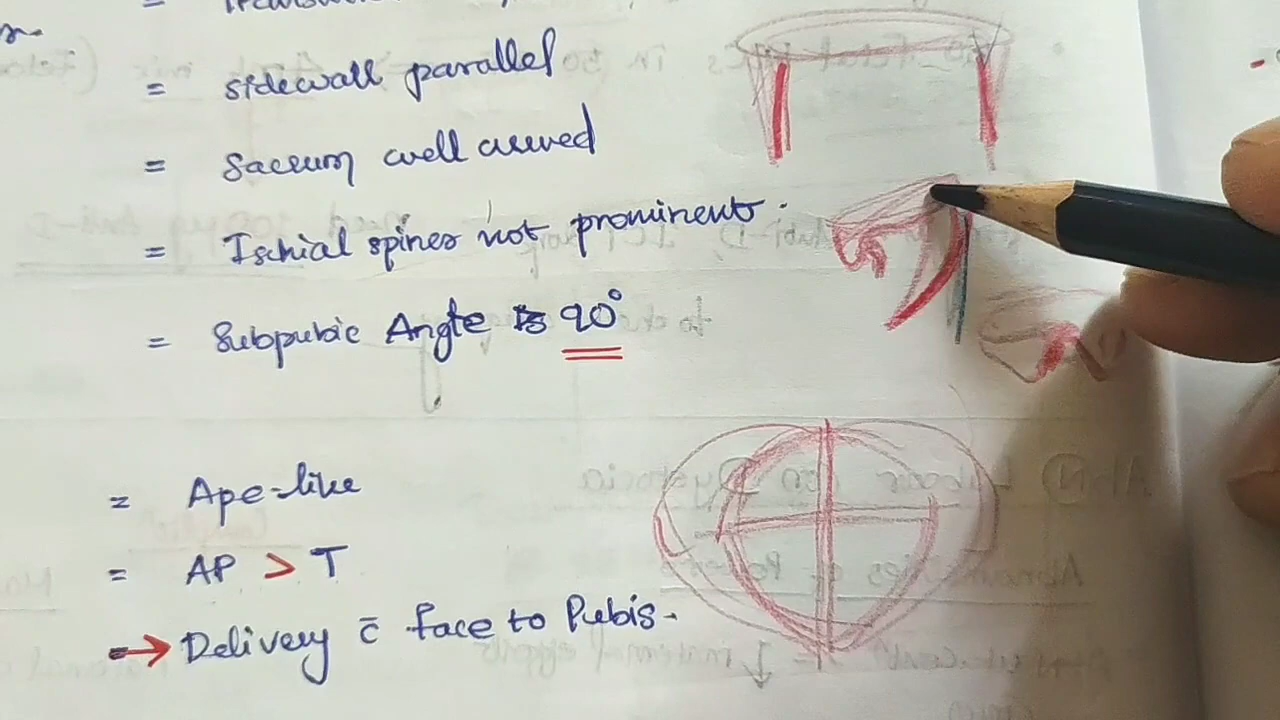 = sidewall parallel
= Sacrum well curved
= Ischial spines not prominent.
= Subpubic Angle is 90°
= Ape-like
= AP > T
→ Delivery c̄ face to Pubis.